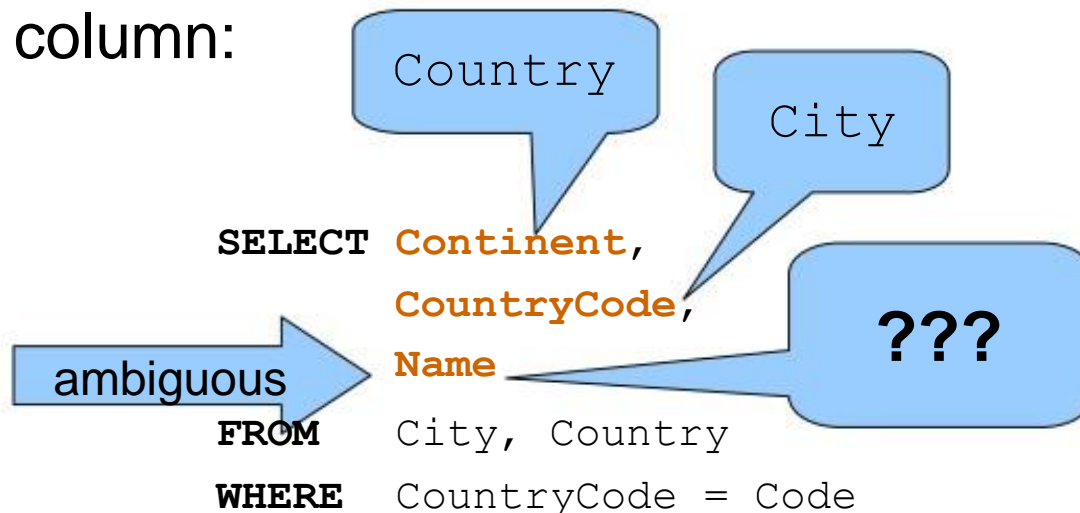 column:
Country
City
SELECT Continent,
CountryCode,
???
ambiguous
Name
FROM City, Country
WHERE CountryCode = Code